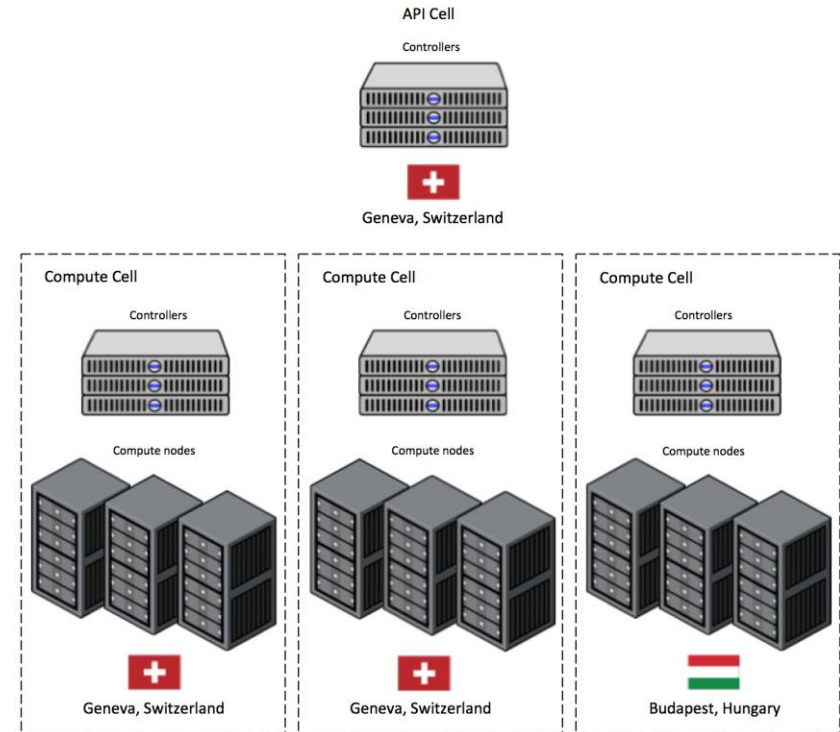 API Cell
Controllers
Geneva, Switzerland
Compute Cell
Controllers
Compute nodes
Geneva, Switzerland
Compute Cell
Controllers
Compute nodes
Geneva, Switzerland
Compute Cell
Controllers
Compute nodes
Budapest, Hungary